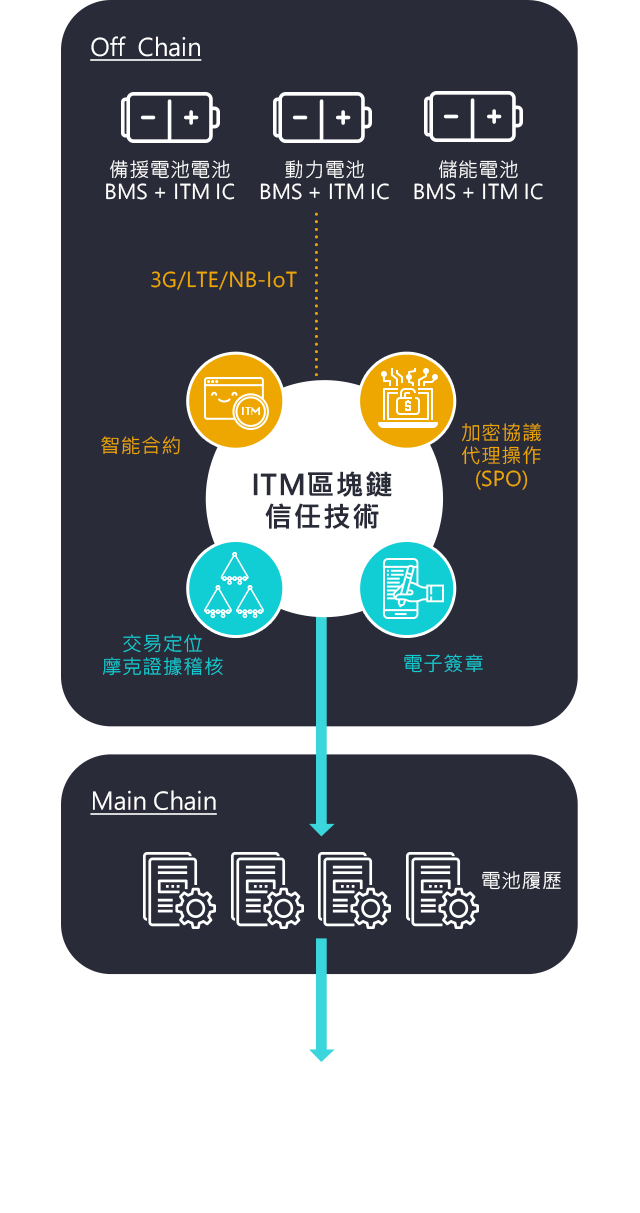 Off Chain
備援電池電池
BMS + ITM IC
動力電池
BMS + ITM IC
儲能電池
BMS + ITM IC
3G/LTE/NB-IoT
ITM
智能合約
加密協議
代理操作
(SPO)
ITM區塊鏈
信任技術
交易定位
摩克證據稽核
電子簽章
Main Chain
電池履歷